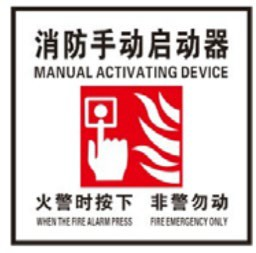 消防手动启动器
MANUAL ACTIVATING DEVICE
火警时按下 非警勿动
WHEN THE FIRE ALARM PRESS FIRE EMERGENCY ONLY